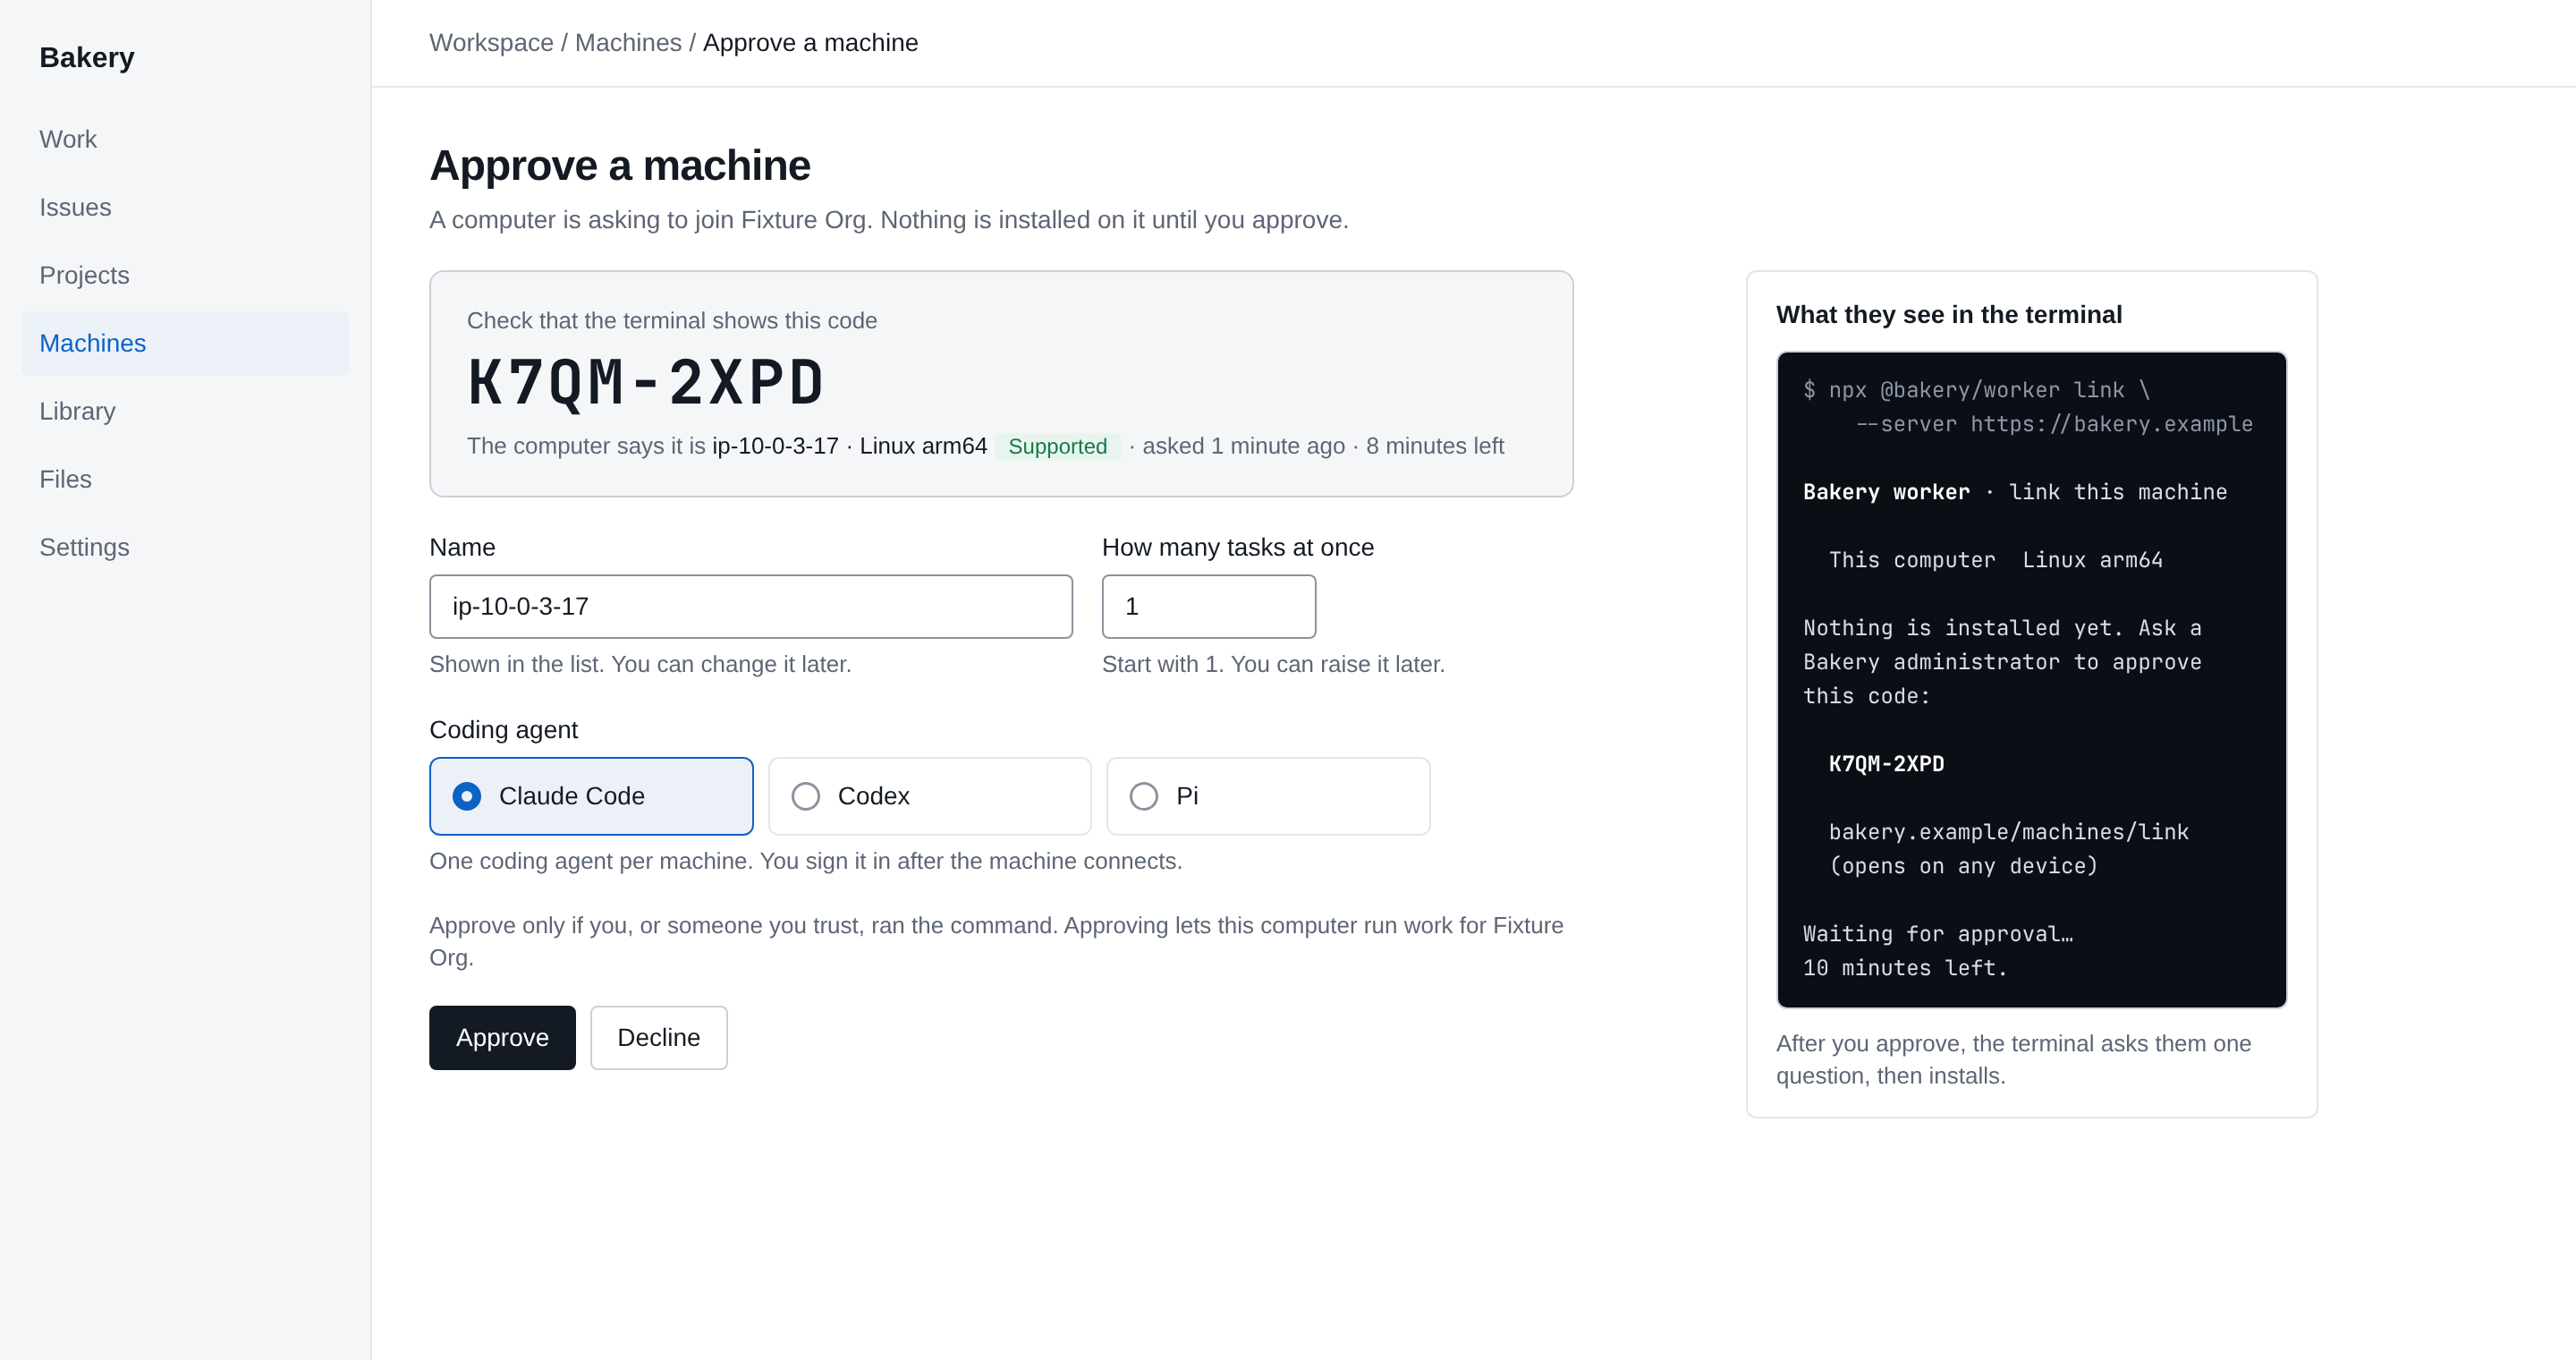 Bakery
Work
Issues
Projects
Machines
Library
Files
Settings
Workspace / Machines / Approve a machine
Approve a machine
A computer is asking to join Fixture Org. Nothing is installed on it until you approve.
Check that the terminal shows this code
K7QM-2XPD
The computer says it is ip-10-0-3-17 · Linux arm64 Supported · asked 1 minute ago · 8 minutes left
Name
ip-10-0-3-17
Shown in the list. You can change it later.
How many tasks at once
1
Start with 1. You can raise it later.
Coding agent
Claude Code
Codex
Pi
One coding agent per machine. You sign it in after the machine connects.
Approve only if you, or someone you trust, ran the command. Approving lets this computer run work for Fixture
Org.
Approve
Decline
What they see in the terminal
$ npx @bakery/worker link \
--server https://bakery.example
Bakery worker · link this machine
This computer  Linux arm64
Nothing is installed yet. Ask a
Bakery administrator to approve
this code:
K7QM-2XPD
bakery.example/machines/link
(opens on any device)
Waiting for approval…
10 minutes left.
After you approve, the terminal asks them one
question, then installs.